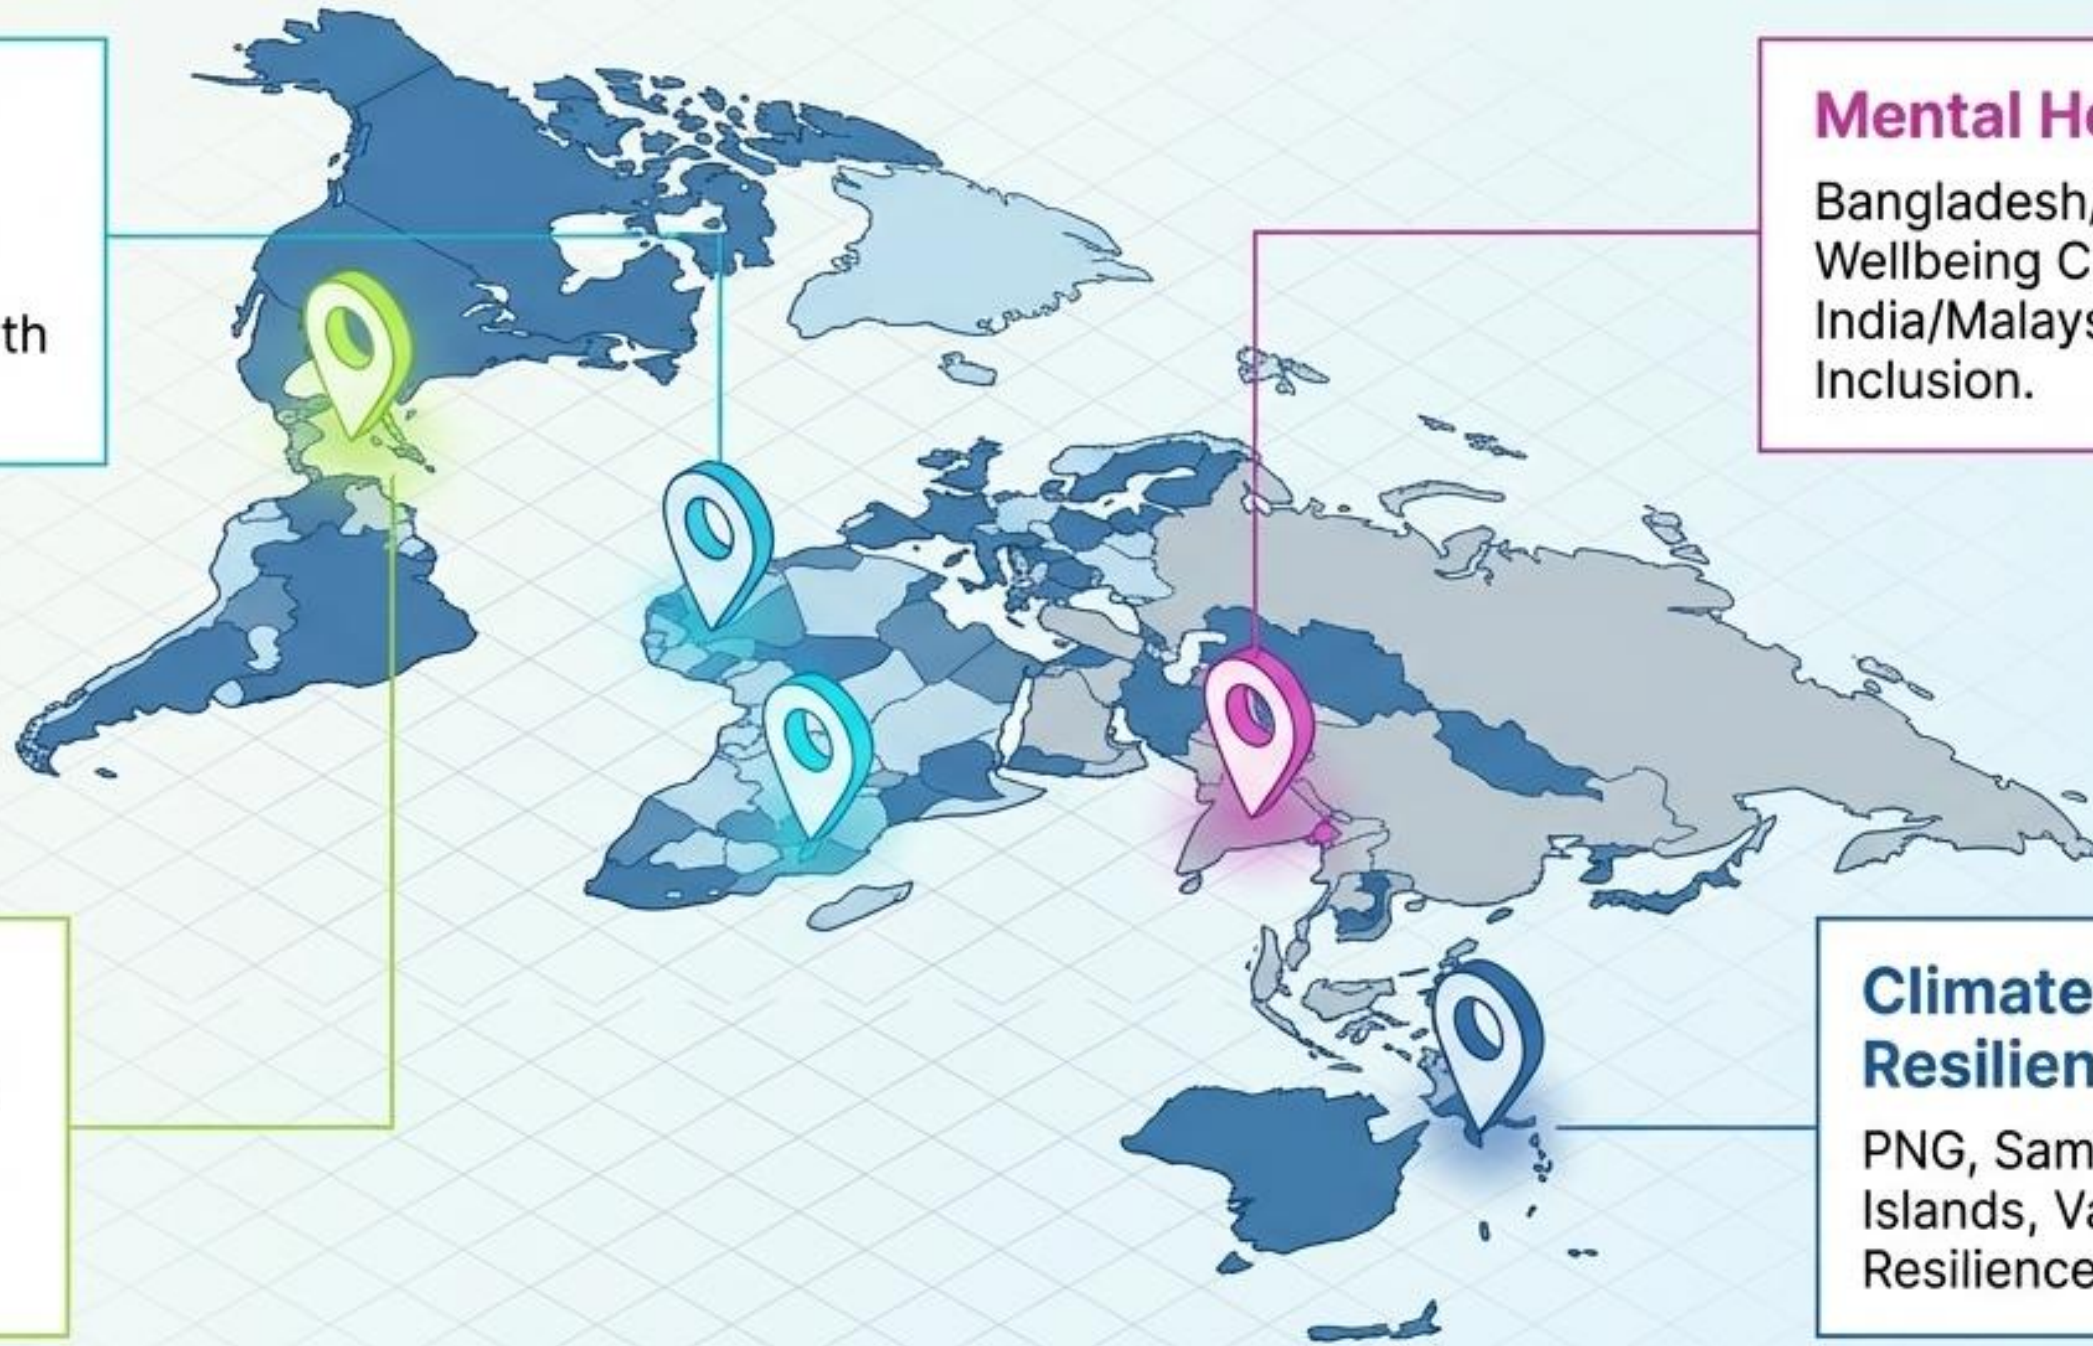 th
Mental He
Bangladesh/
Wellbeing C
India/Malays
Inclusion.
Climate
Resilien
PNG, Sam
Islands, Va
Resilience